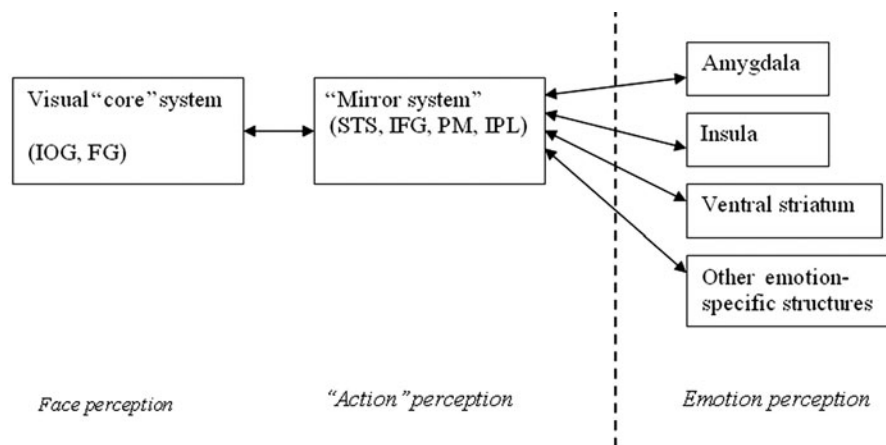 Visual "core" system
(IOG, FG)
"Mirror system"
(STS, IFG, PM, IPL)
Amygdala
Insula
Ventral striatum
Other emotion-
specific structures
Face perception
"Action" perception
Emotion perception